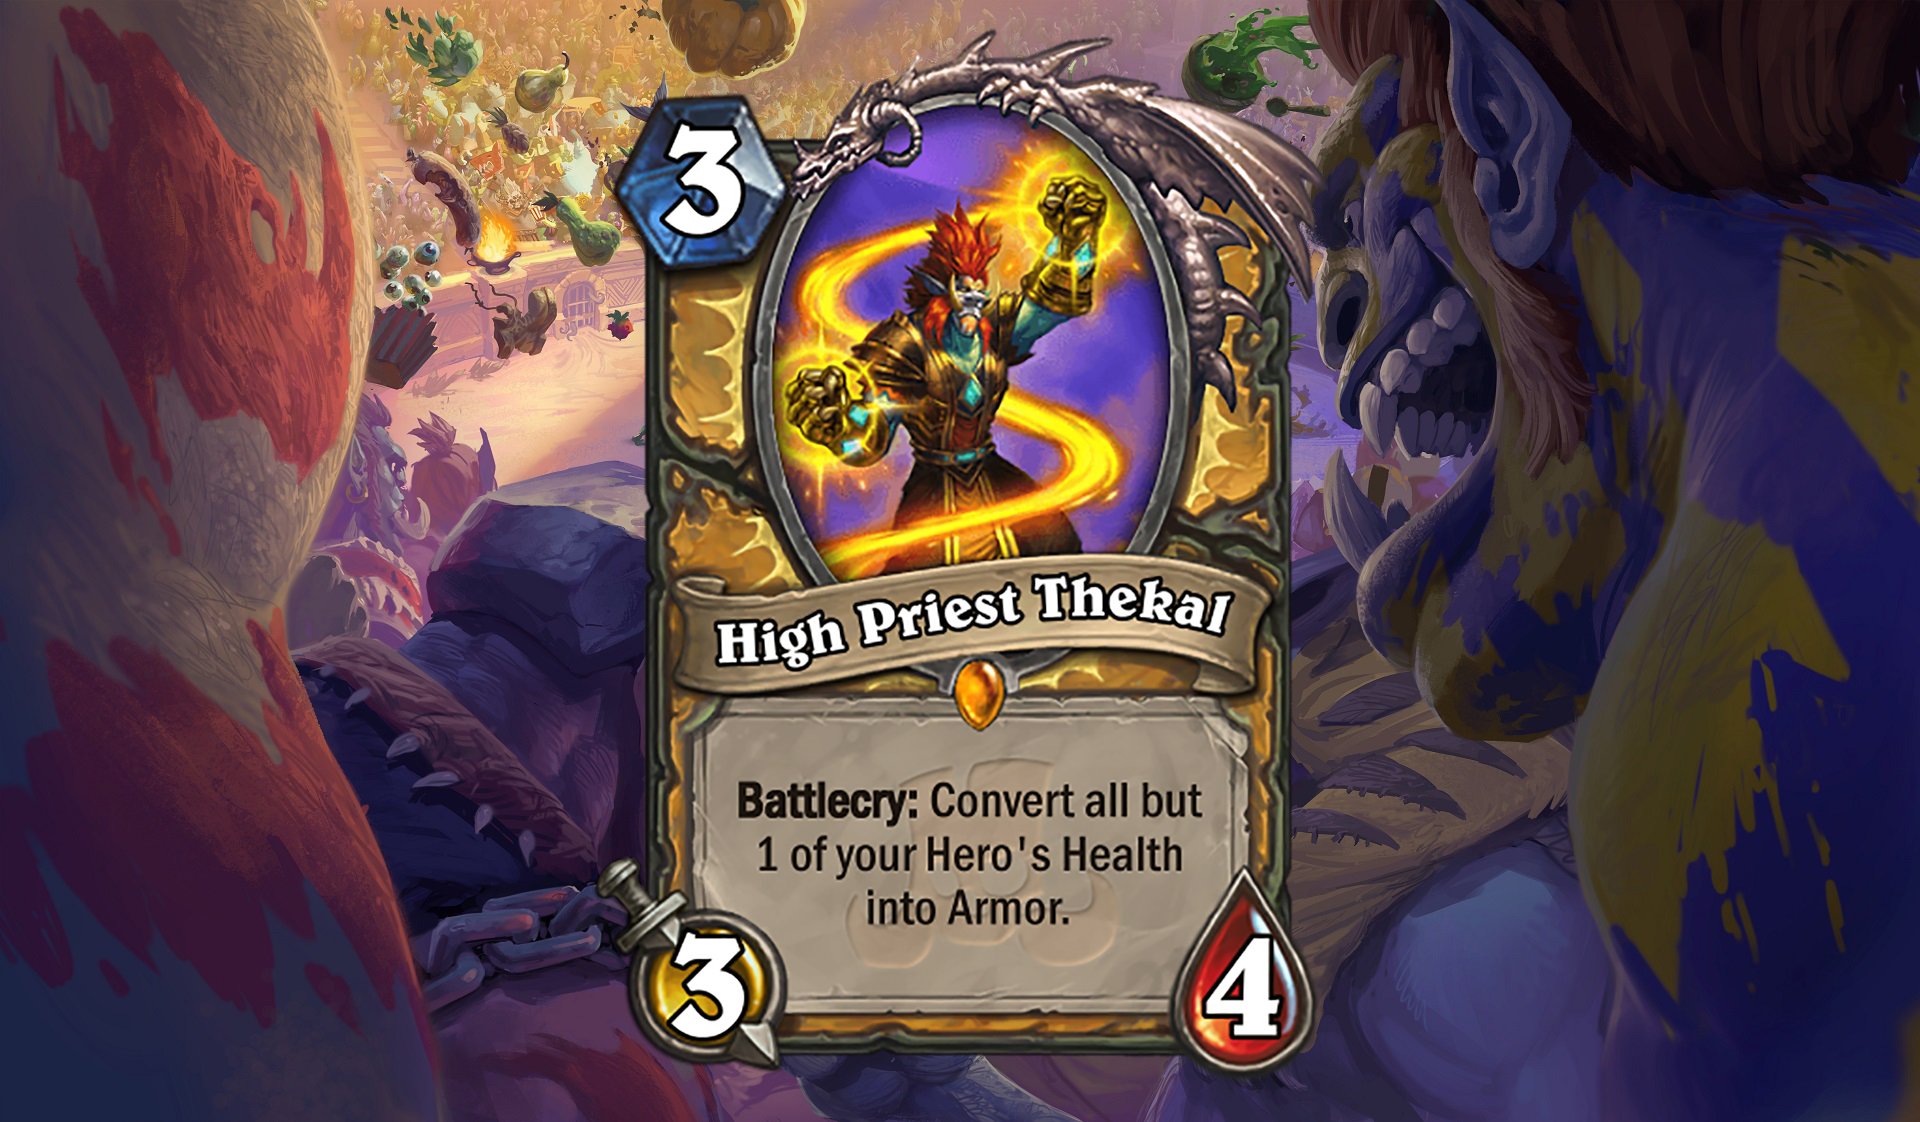 3
High Priest Thekal
Battlecry: Convert all but
1 of your Hero's Health
into Armor.
3
4